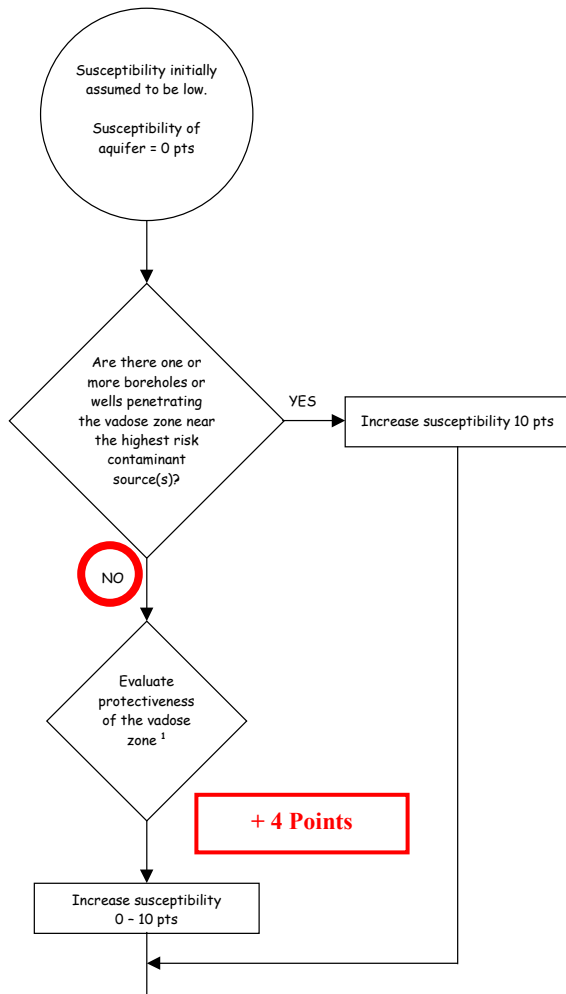 Susceptibility initially
assumed to be low.
Susceptibility of
aquifer = 0 pts
Are there one or
more boreholes or
wells penetrating
the vadose zone near
the highest risk
contaminant
source(s)?
YES
Increase susceptibility 10 pts
NO
Evaluate
protectiveness
of the vadose
zone ¹
+ 4 Points
Increase susceptibility
0 – 10 pts